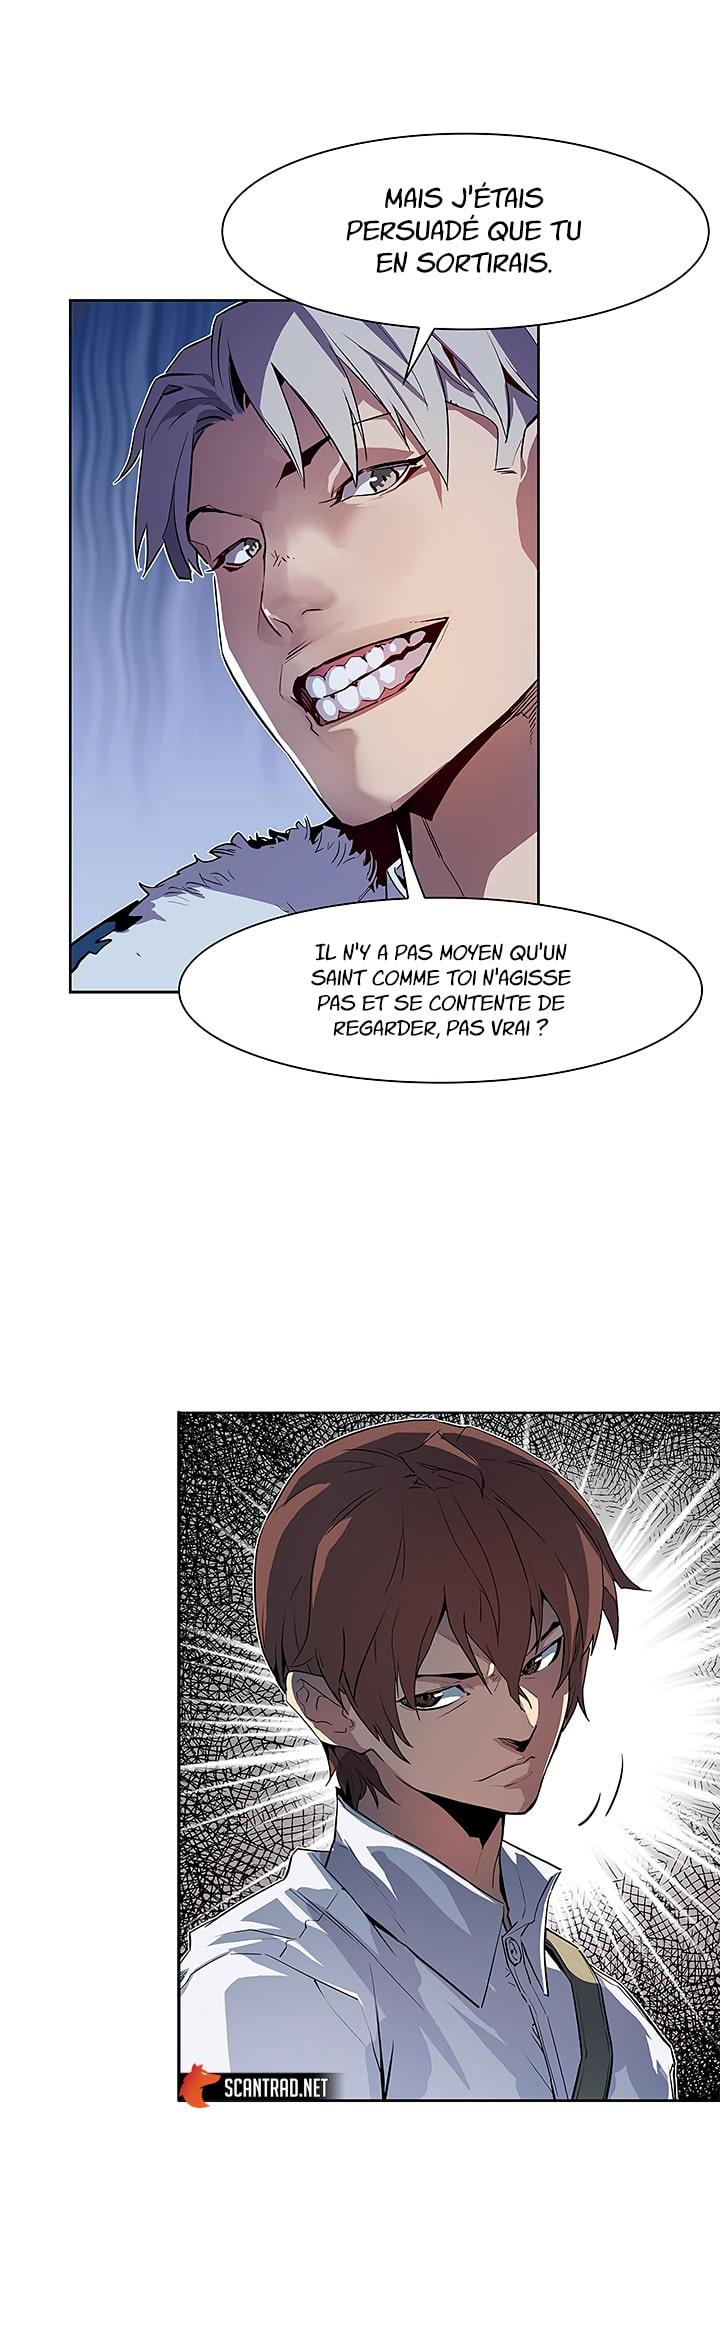 MAIS J'ÉTAIS
PERSUADÉ QUE TU
EN SORTIRAIS.
IL N'Y A PAS MOYEN QU'UN
SAINT COMME TOI N'AGISSE
PAS ET SE CONTENTE DE
REGARDER, PAS VRAI ?
SCANTRAD.NET